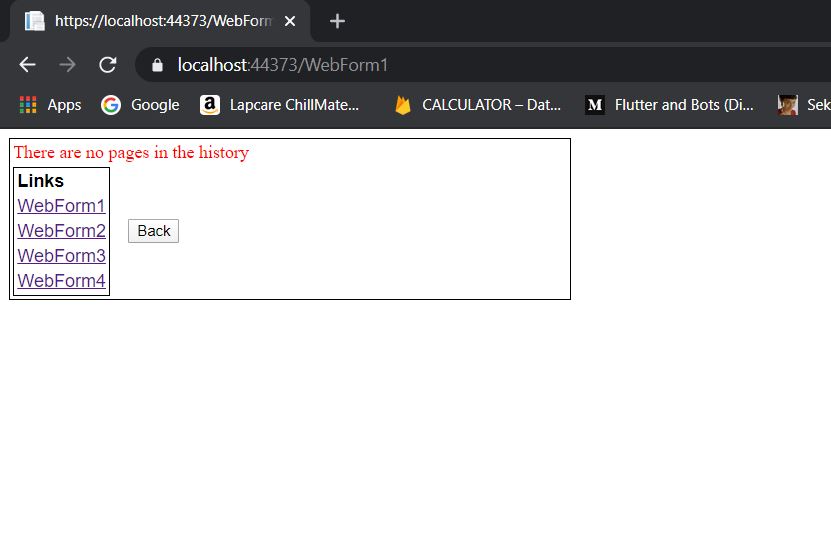 https://localhost:44373/WebForm
localhost:44373/WebForm1
Apps Google Lapcare ChillMate... CALCULATOR – Dat... Flutter and Bots (Di... Sek
There are no pages in the history
Links
WebForm1
WebForm2 Back
WebForm3
WebForm4